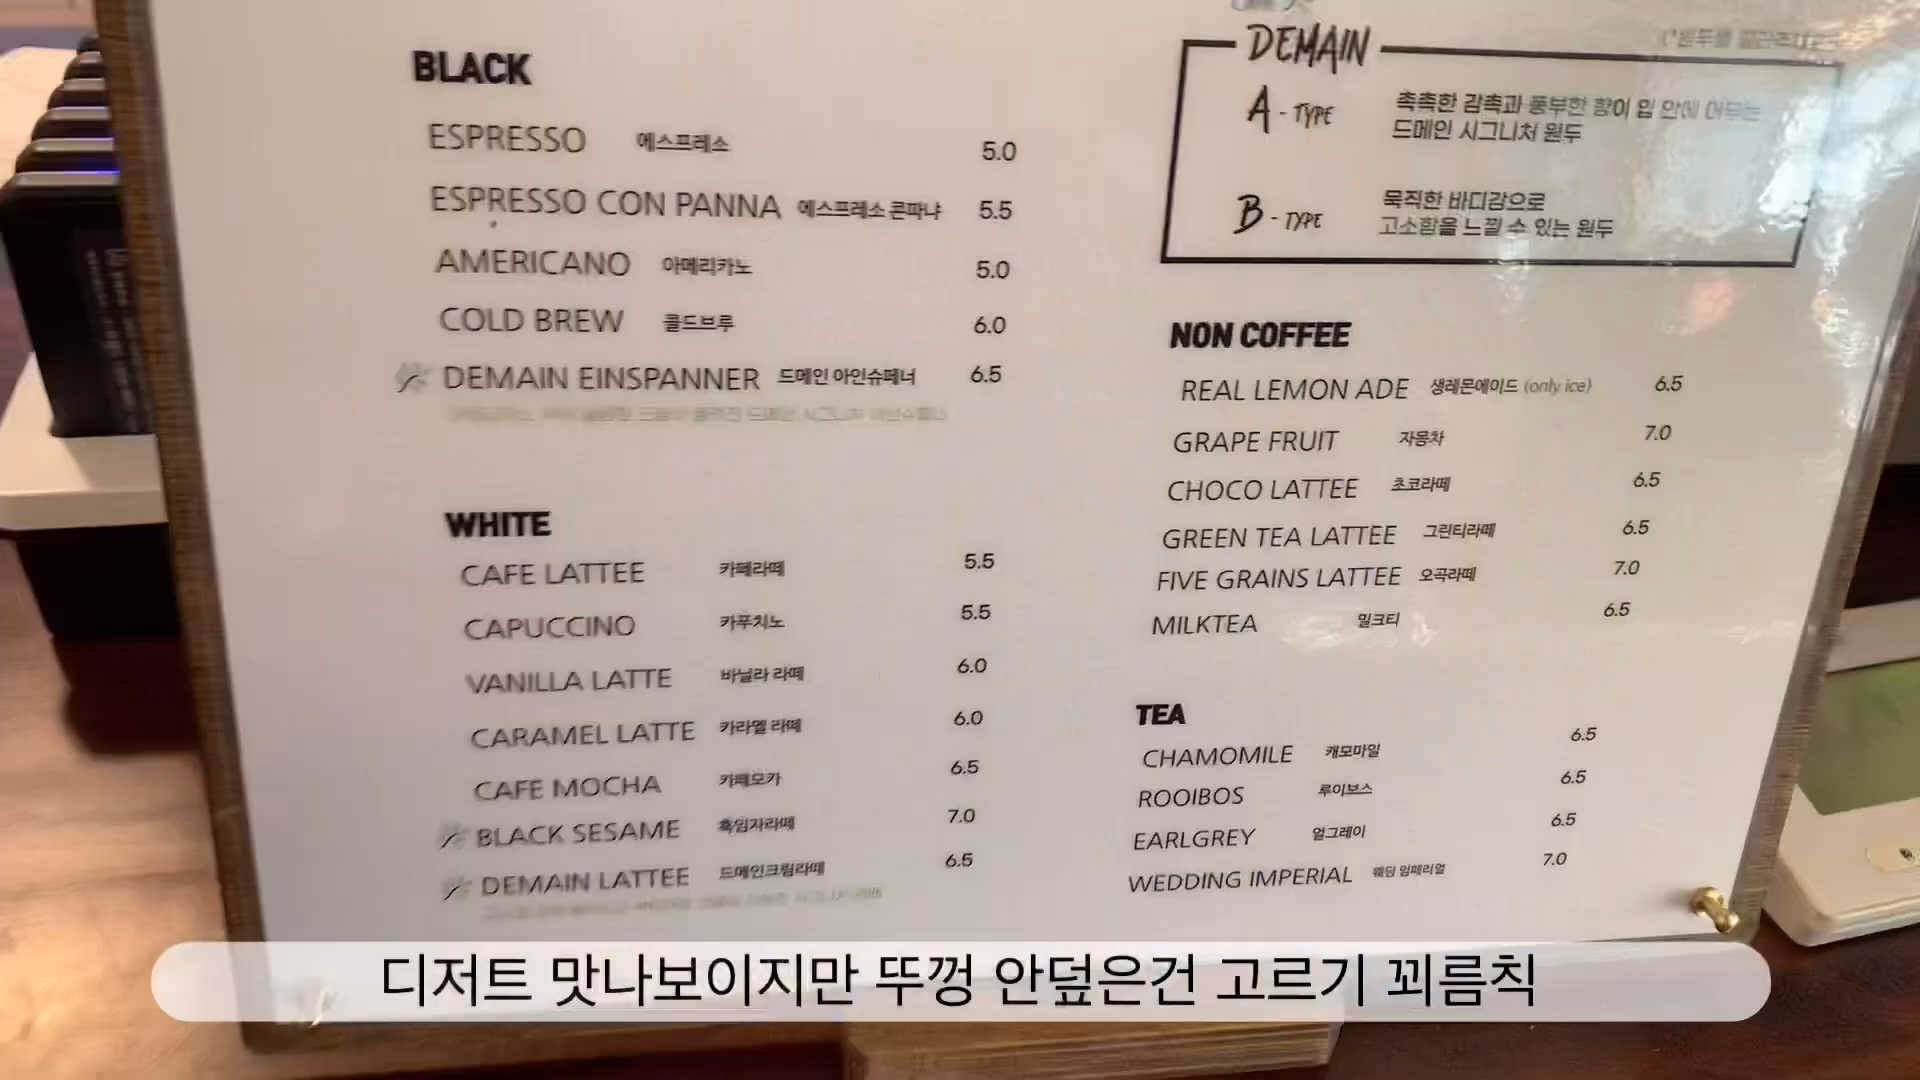 BLACK
ESPRESSO 에스프레소 5.0
ESPRESSO CON PANNA 에스프레소 콘파냐 5.5
AMERICANO 아메리카노 5.0
COLD BREW 콜드브루 6.0
DEMAIN EINSPANNER 드메인 아인슈페너 6.5
WHITE
CAFE LATTEE 카페라떼 5.5
CAPUCCINO 카푸치노 5.5
VANILLA LATTE 바닐라 라떼 6.0
CARAMEL LATTE 카라멜 라떼 6.0
CAFE MOCHA 카페모카 6.5
BLACK SESAME 흑임자라떼 7.0
DEMAIN LATTEE 드메인크림라떼 6.5
DEMAIN
A - TYPE 촉촉한 감촉과 풍부한 향이 입 안에 머무는
드메인 시그니처 원두
B - TYPE 묵직한 바디감으로
고소함을 느낄 수 있는 원두
NON COFFEE
REAL LEMON ADE 생레몬에이드 (only ice) 6.5
GRAPE FRUIT 자몽차 7.0
CHOCO LATTEE 초코라떼 6.5
GREEN TEA LATTEE 그린티라떼 6.5
FIVE GRAINS LATTEE 오곡라떼 7.0
MILKTEA 밀크티 6.5
TEA
CHAMOMILE 캐모마일 6.5
ROOIBOS 루이보스 6.5
EARLGREY 얼그레이 6.5
WEDDING IMPERIAL 웨딩 임페리얼 7.0
디저트 맛나보이지만 뚜껑 안덮은건 고르기 꾀름칙